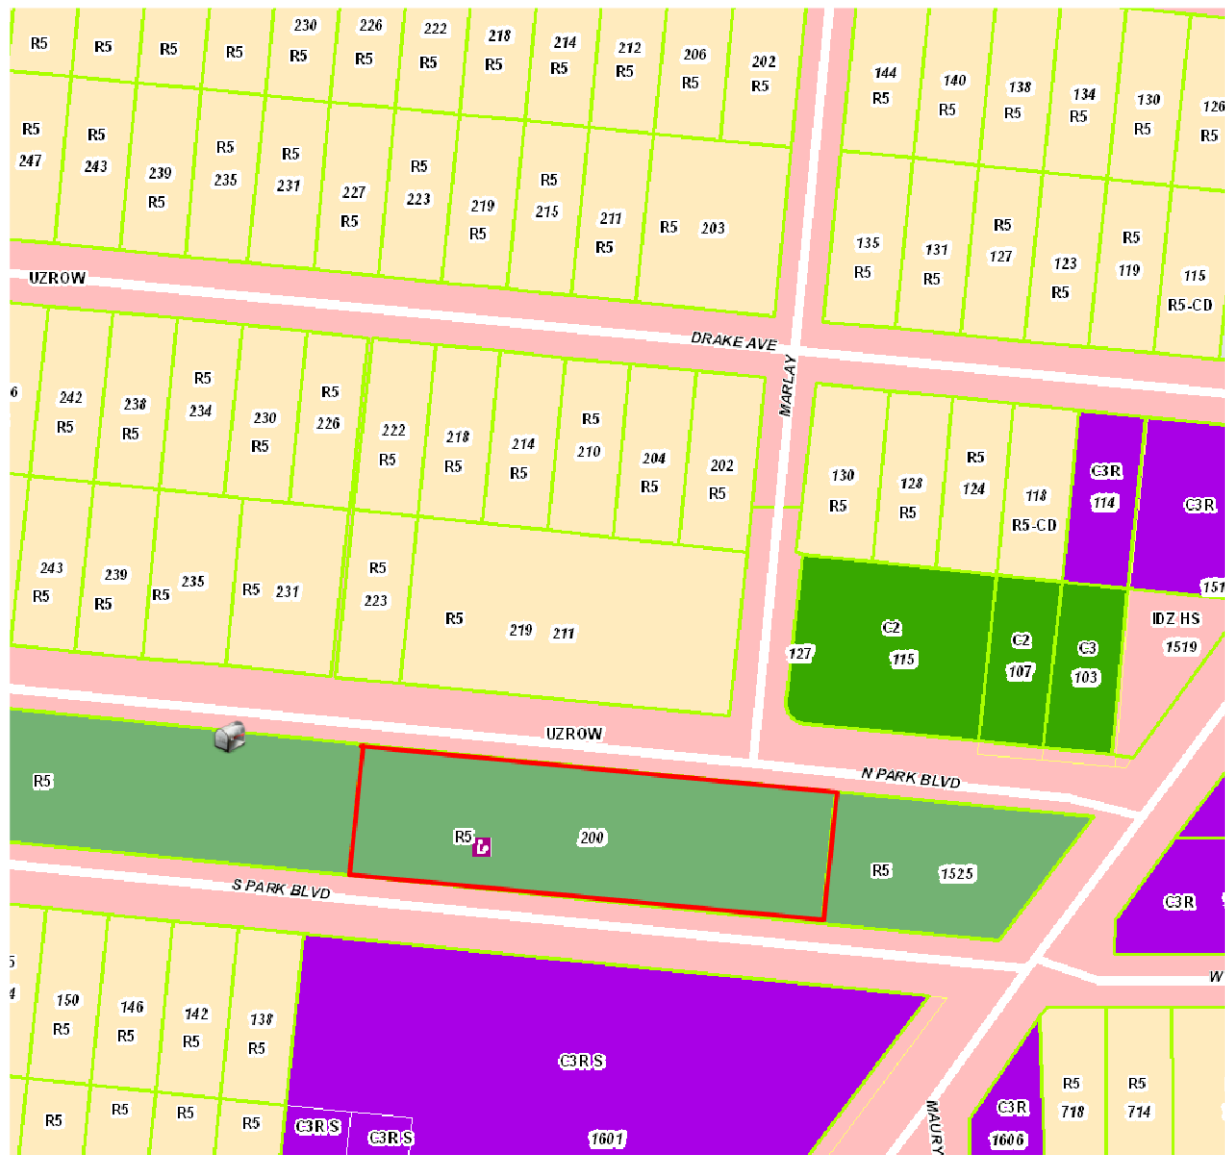 R5 R5 R5 R5 230 R5 226 R5 222 R5 218 R5 214 R5 212 R5 206 R5 202 R5
144 R5 140 R5 138 R5 134 R5 130 R5 126 R5
R5 247 R5 243 239 R5 R5 235 R5 231 227 R5 R5 223 219 R5 R5 215 211 R5 R5 203
135 R5 131 R5 R5 127 123 R5 R5 119 115 R5-CD
UZROW
DRAKE AVE
MARLAY
6 242 R5 238 R5 R5 234 230 R5 R5 226 222 R5 218 R5 214 R5 R5 210 204 R5 202 R5
130 R5 128 R5 R5 124 118 R5-CD C3R 114 C3R
151
243 R5 239 R5 R5 235 R5 231 R5 223 R5 219 211
127 C2 115 C2 107 C3 103 IDZ HS 1519
UZROW
N PARK BLVD
R5
R5 200
R5 1525
S PARK BLVD
C3R
W
5
4 150 R5 146 R5 142 R5 138 R5
C3R S
R5 R5 R5 R5 C3R S C3R S 1601
MAURY
C3R 1606 R5 718 R5 714